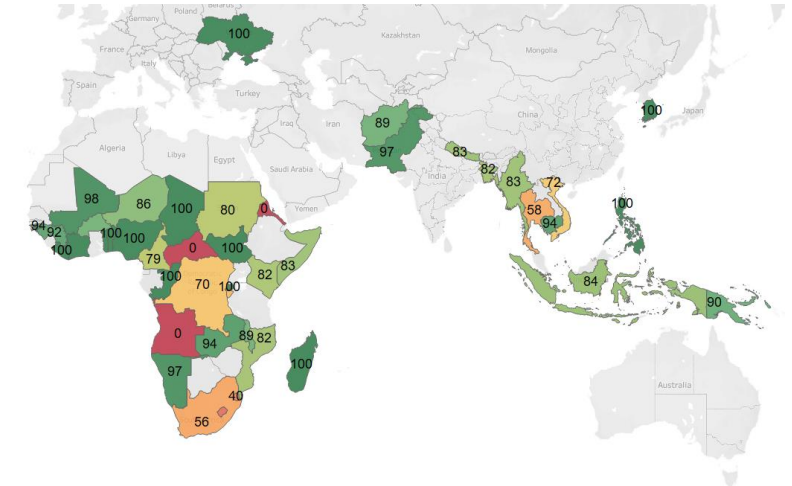 Poland
Belarus
Germany
100
Kazakhstan
France
Mongolia
Italy
Spain
Turkey
China
100
Japan
Iraq
Iran
89
97
Algeria
Libya
Egypt
Saudi Arabia
83
82
India
83
72
Yemen
98
86
100
80
0
58
94
100
94
92
100
100
100
79
0
100
82
83
100
70
100
84
90
0
94
89
82
97
100
40
56
Australia